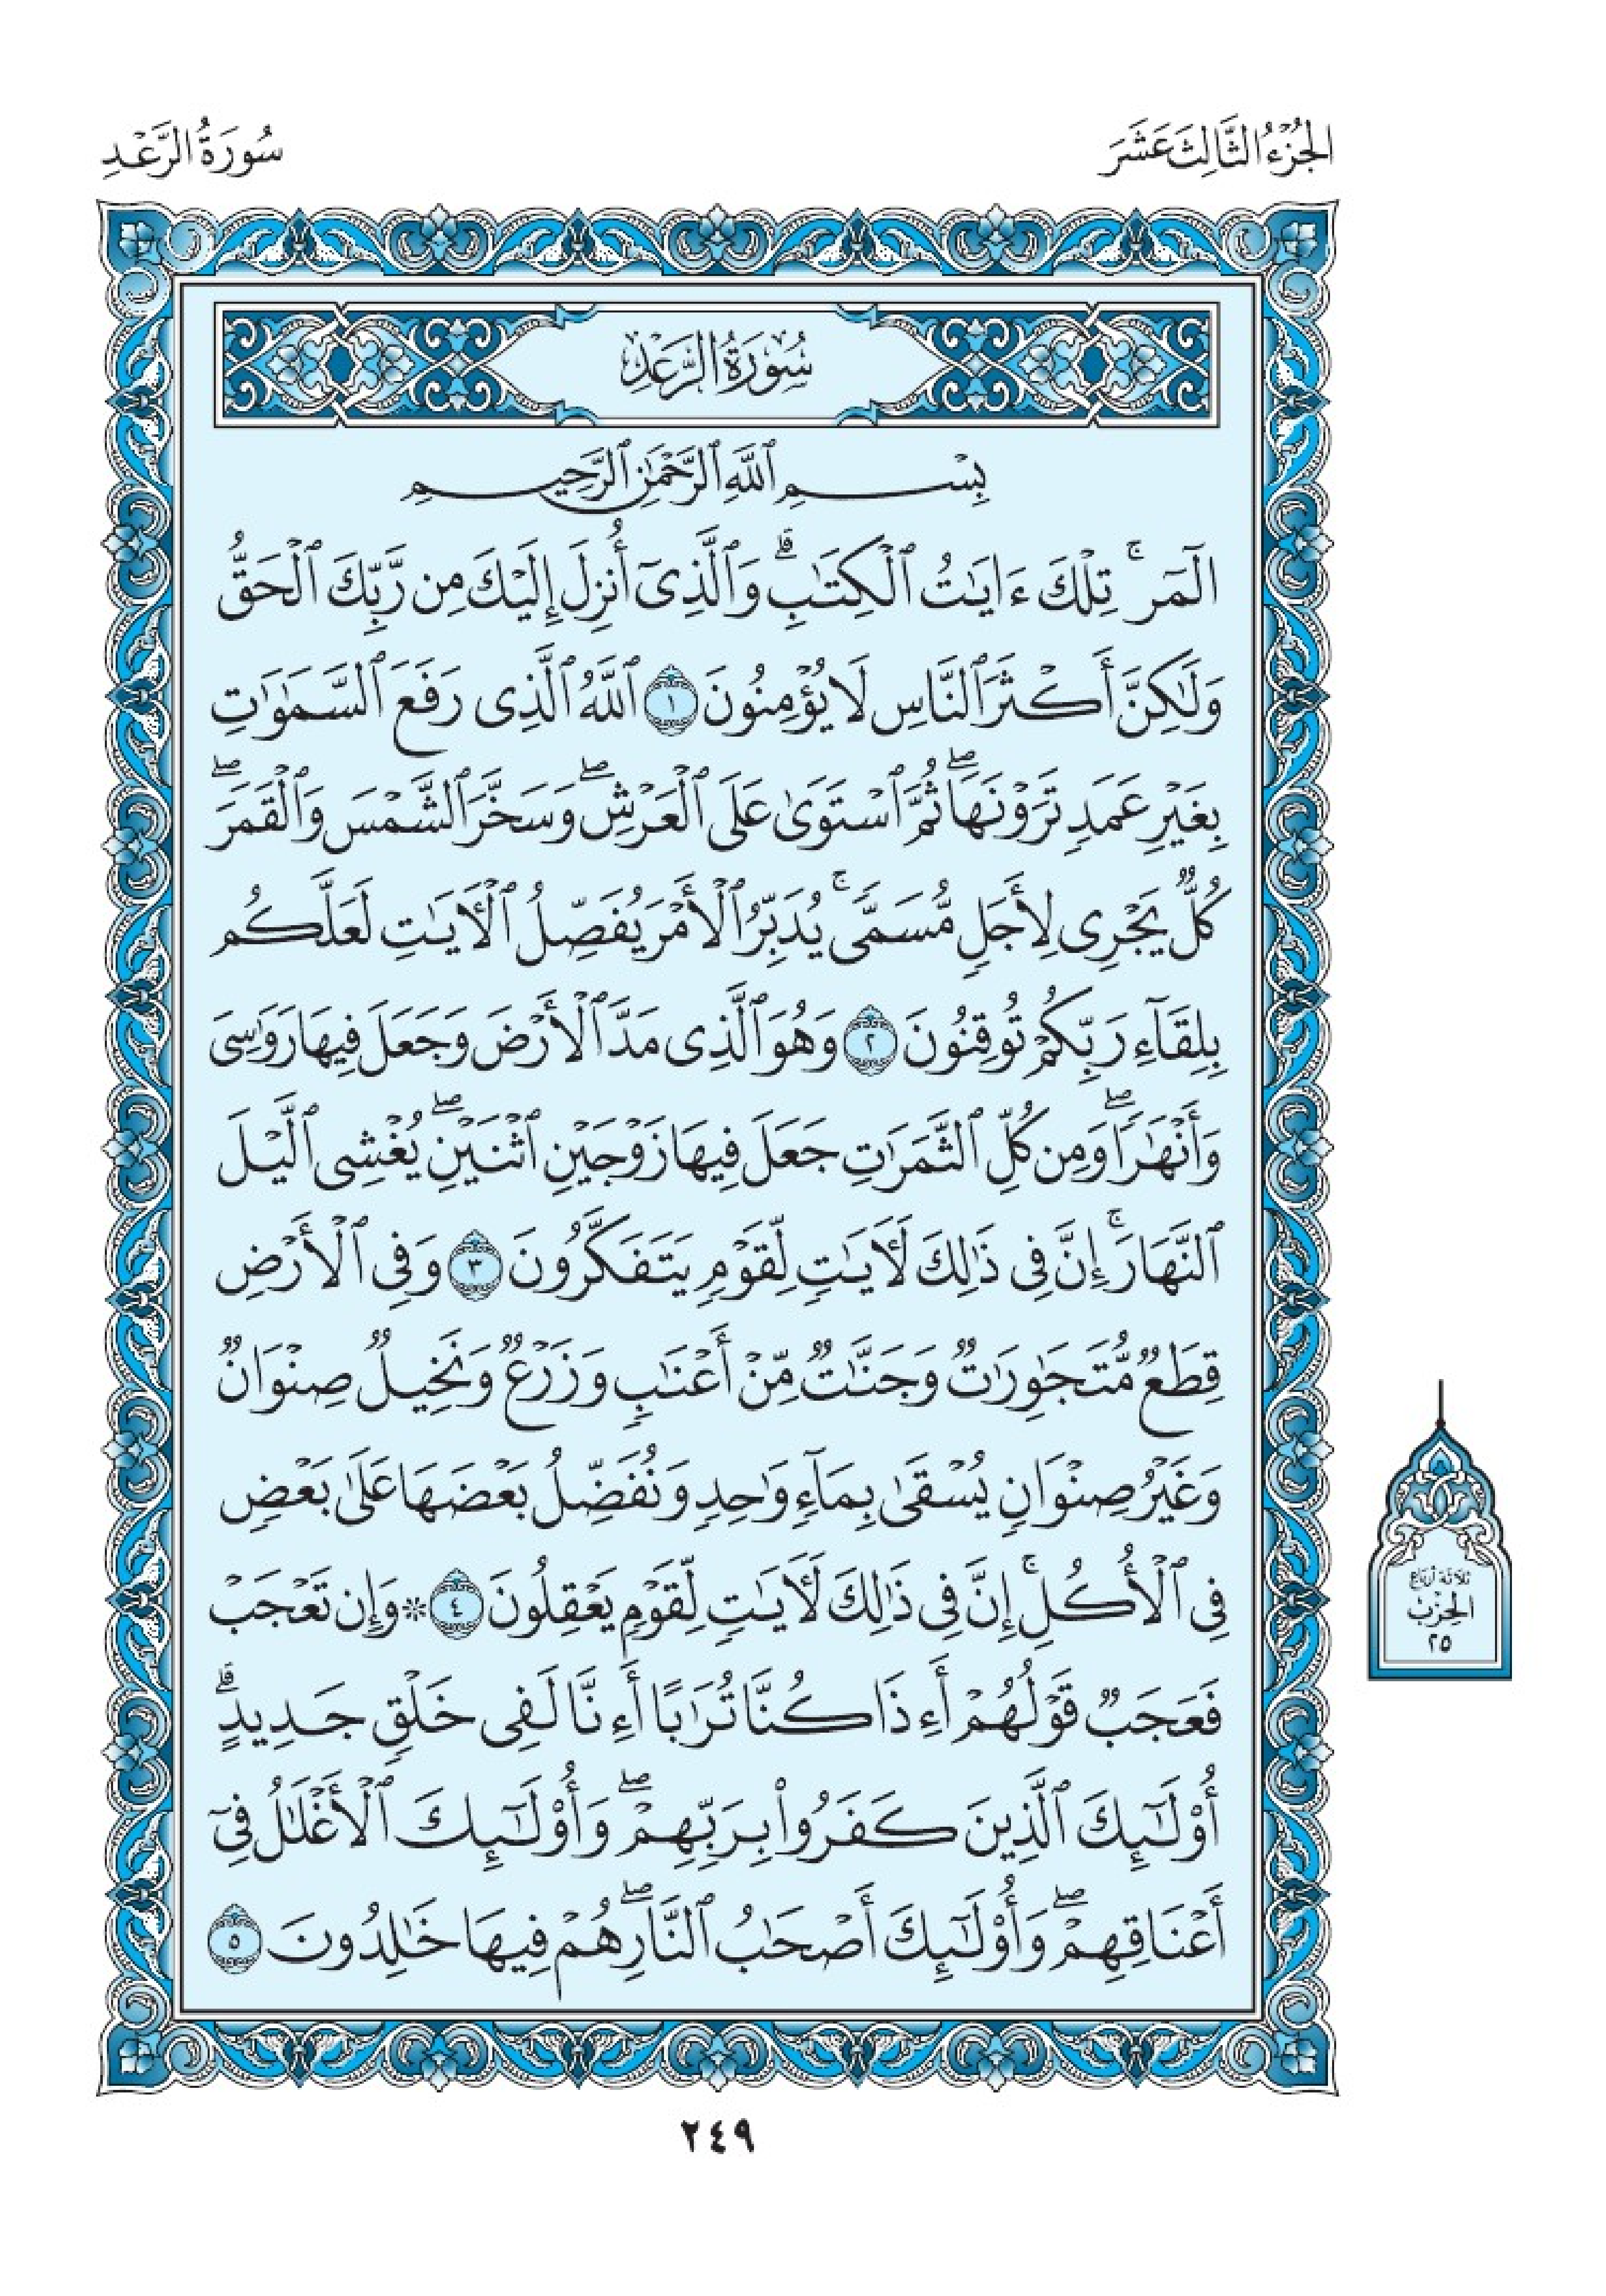 الجُزْءُ الثَّالِثَ عَشَرَ
سُورَةُ الرَّعْدِ
سُورَةُ الرَّعْدِ
بِسْمِ ٱللَّهِ ٱلرَّحْمَٰنِ ٱلرَّحِيمِ
الٓمٓرۚ تِلْكَ ءَايَٰتُ ٱلْكِتَٰبِۗ وَٱلَّذِىٓ أُنزِلَ إِلَيْكَ مِن رَّبِّكَ ٱلْحَقُّ
وَلَٰكِنَّ أَكْثَرَ ٱلنَّاسِ لَا يُؤْمِنُونَ ١ ٱللَّهُ ٱلَّذِى رَفَعَ ٱلسَّمَٰوَٰتِ
بِغَيْرِ عَمَدٍ تَرَوْنَهَاۖ ثُمَّ ٱسْتَوَىٰ عَلَى ٱلْعَرْشِۖ وَسَخَّرَ ٱلشَّمْسَ وَٱلْقَمَرَۖ
كُلٌّ يَجْرِى لِأَجَلٍ مُّسَمًّىۚ يُدَبِّرُ ٱلْأَمْرَ يُفَصِّلُ ٱلْءَايَٰتِ لَعَلَّكُم
بِلِقَآءِ رَبِّكُمْ تُوقِنُونَ ٢ وَهُوَ ٱلَّذِى مَدَّ ٱلْأَرْضَ وَجَعَلَ فِيهَا رَوَٰسِىَ
وَأَنْهَٰرًاۖ وَمِن كُلِّ ٱلثَّمَرَٰتِ جَعَلَ فِيهَا زَوْجَيْنِ ٱثْنَيْنِۖ يُغْشِى ٱلَّيْلَ
ٱلنَّهَارَۚ إِنَّ فِى ذَٰلِكَ لَءَايَٰتٍ لِّقَوْمٍ يَتَفَكَّرُونَ ٣ وَفِى ٱلْأَرْضِ
قِطَعٌ مُّتَجَٰوِرَٰتٌ وَجَنَّٰتٌ مِّنْ أَعْنَٰبٍ وَزَرْعٌ وَنَخِيلٌ صِنْوَانٌ
وَغَيْرُ صِنْوَانٍ يُسْقَىٰ بِمَآءٍ وَٰحِدٍ وَنُفَضِّلُ بَعْضَهَا عَلَىٰ بَعْضٍ
فِى ٱلْأُكُلِۚ إِنَّ فِى ذَٰلِكَ لَءَايَٰتٍ لِّقَوْمٍ يَعْقِلُونَ ٤ ۞ وَإِن تَعْجَبْ
فَعَجَبٌ قَوْلُهُمْ أَءِذَا كُنَّا تُرَٰبًا أَءِنَّا لَفِى خَلْقٍ جَدِيدٍۗ
أُو۟لَٰٓئِكَ ٱلَّذِينَ كَفَرُوا۟ بِرَبِّهِمْۖ وَأُو۟لَٰٓئِكَ ٱلْأَغْلَٰلُ فِىٓ
أَعْنَاقِهِمْۖ وَأُو۟لَٰٓئِكَ أَصْحَٰبُ ٱلنَّارِۖ هُمْ فِيهَا خَٰلِدُونَ ٥
ثلاثة أرباع
الحِزْب
٢٥
٢٤٩